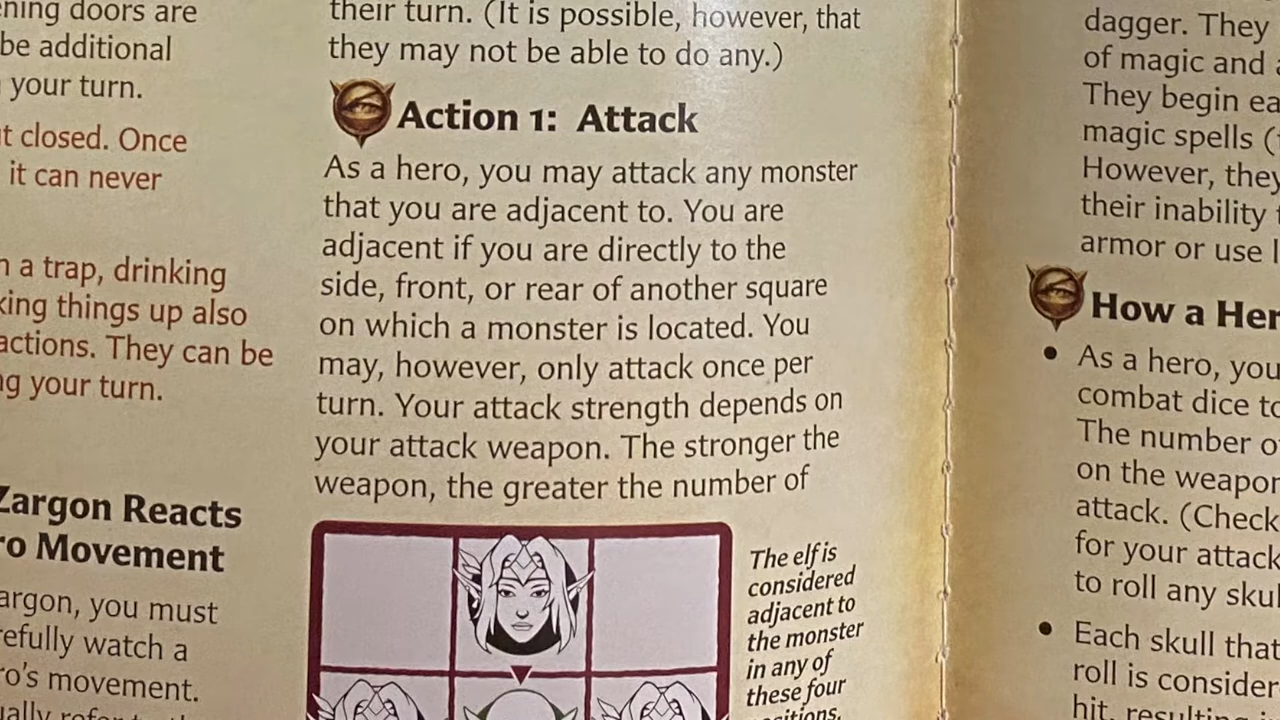 ning doors are
be additional
your turn.
t closed. Once
it can never
a trap, drinking
king things up also
actions. They can be
g your turn.
Zargon Reacts
ro Movement
argon, you must
refully watch a
ro's movement.
their turn. (It is possible, however, that
they may not be able to do any.)
Action 1: Attack
As a hero, you may attack any monster
that you are adjacent to. You are
adjacent if you are directly to the
side, front, or rear of another square
on which a monster is located. You
may, however, only attack once per
turn. Your attack strength depends on
your attack weapon. The stronger the
weapon, the greater the number of
The elf is
considered
adjacent to
the monster
in any of
these four
dagger. They
of magic and
They begin ea
magic spells (
However, they
their inability
armor or use l
How a Her
• As a hero, you
combat dice to
The number o
on the weapon
attack. (Check
for your attack
to roll any skul
• Each skull that
roll is consider
hit, resulting